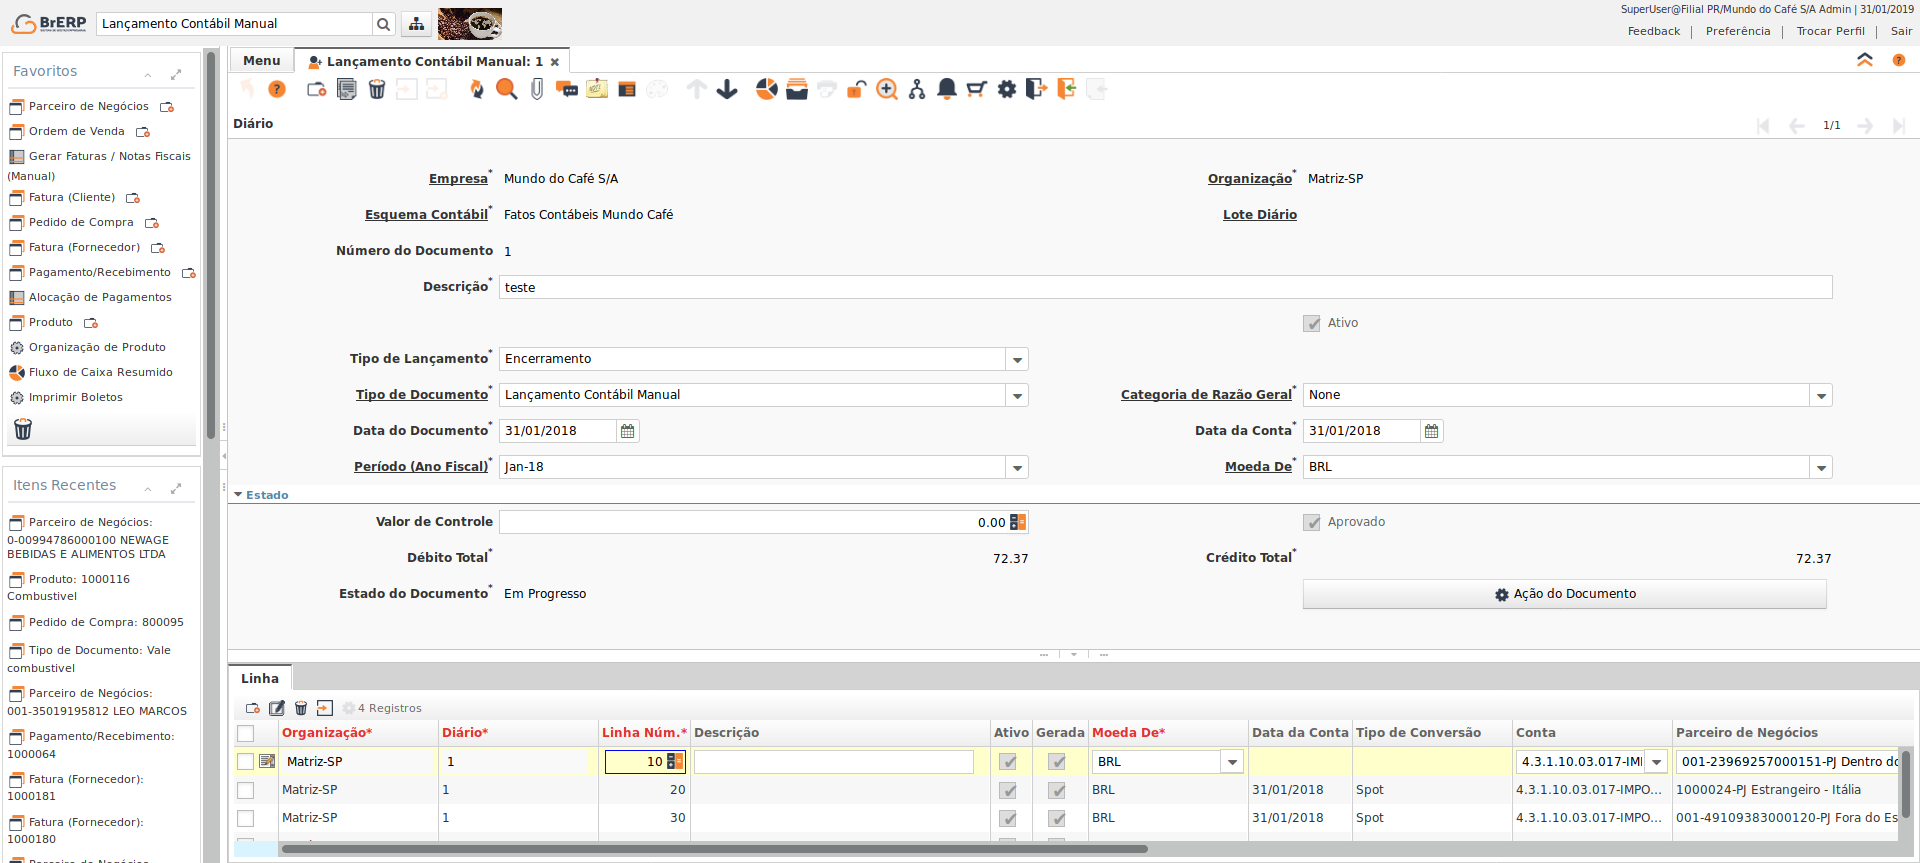 BrERP
Lançamento Contábil Manual
SuperUser@Filial PR/Mundo do Café S/A Admin | 31/01/2019
Feedback | Preferência | Trocar Perfil | Sair
Favoritos
Parceiro de Negócios
Ordem de Venda
Gerar Faturas / Notas Fiscais
(Manual)
Fatura (Cliente)
Pedido de Compra
Fatura (Fornecedor)
Pagamento/Recebimento
Alocação de Pagamentos
Produto
Organização de Produto
Fluxo de Caixa Resumido
Imprimir Boletos
Itens Recentes
Parceiro de Negócios:
0-00994786000100 NEWAGE
BEBIDAS E ALIMENTOS LTDA
Produto: 1000116
Combustivel
Pedido de Compra: 800095
Tipo de Documento: Vale
combustivel
Parceiro de Negócios:
001-35019195812 LEO MARCOS
Pagamento/Recebimento:
1000064
Fatura (Fornecedor):
1000181
Fatura (Fornecedor):
1000180
Menu
Lançamento Contábil Manual: 1
Diário
1/1
Empresa* Mundo do Café S/A
Organização* Matriz-SP
Esquema Contábil* Fatos Contábeis Mundo Café
Lote Diário
Número do Documento 1
Descrição* teste
Ativo
Tipo de Lançamento* Encerramento
Tipo de Documento* Lançamento Contábil Manual
Categoria de Razão Geral* None
Data do Documento* 31/01/2018
Data da Conta* 31/01/2018
Período (Ano Fiscal)* Jan-18
Moeda De* BRL
Estado
Valor de Controle 0.00
Aprovado
Débito Total* 72.37
Crédito Total* 72.37
Estado do Documento* Em Progresso
Ação do Documento
Linha
4 Registros
Organização* Diário* Linha Núm.* Descrição Ativo Gerada Moeda De* Data da Conta Tipo de Conversão Conta Parceiro de Negócios
Matriz-SP 1 10 BRL 4.3.1.10.03.017-IM 001-23969257000151-PJ Dentro do
Matriz-SP 1 20 BRL 31/01/2018 Spot 4.3.1.10.03.017-IMPO... 1000024-PJ Estrangeiro - Itália
Matriz-SP 1 30 BRL 31/01/2018 Spot 4.3.1.10.03.017-IMPO... 001-49109383000120-PJ Fora do Es